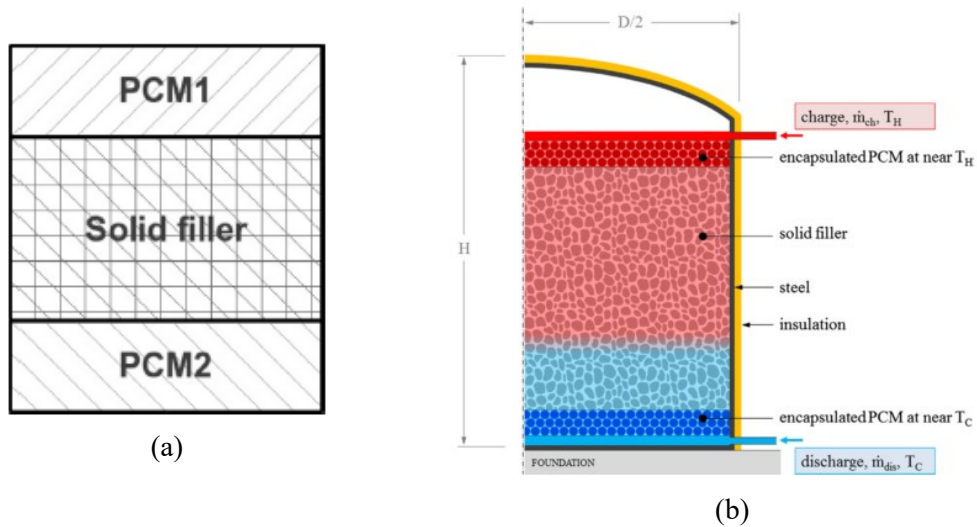 PCM1
Solid filler
PCM2
(a)
D/2
H
charge, ṁch, TH
encapsulated PCM at near TH
solid filler
steel
insulation
encapsulated PCM at near TC
FOUNDATION
discharge, ṁdis, TC
(b)